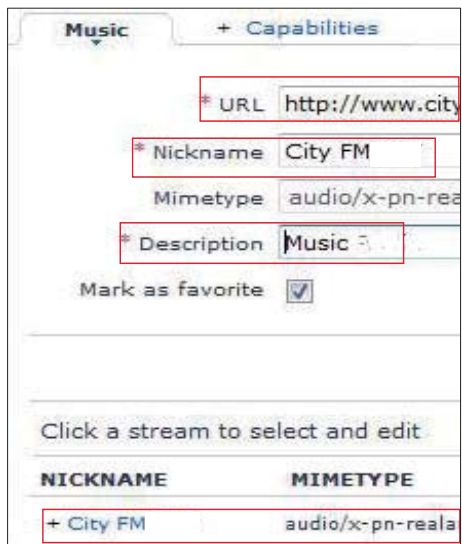 Music + Capabilities
* URL http://www.city
* Nickname City FM
Mimetype audio/x-pn-rea
* Description Music
Mark as favorite
Click a stream to select and edit
NICKNAME MIMETYPE
+ City FM audio/x-pn-reala